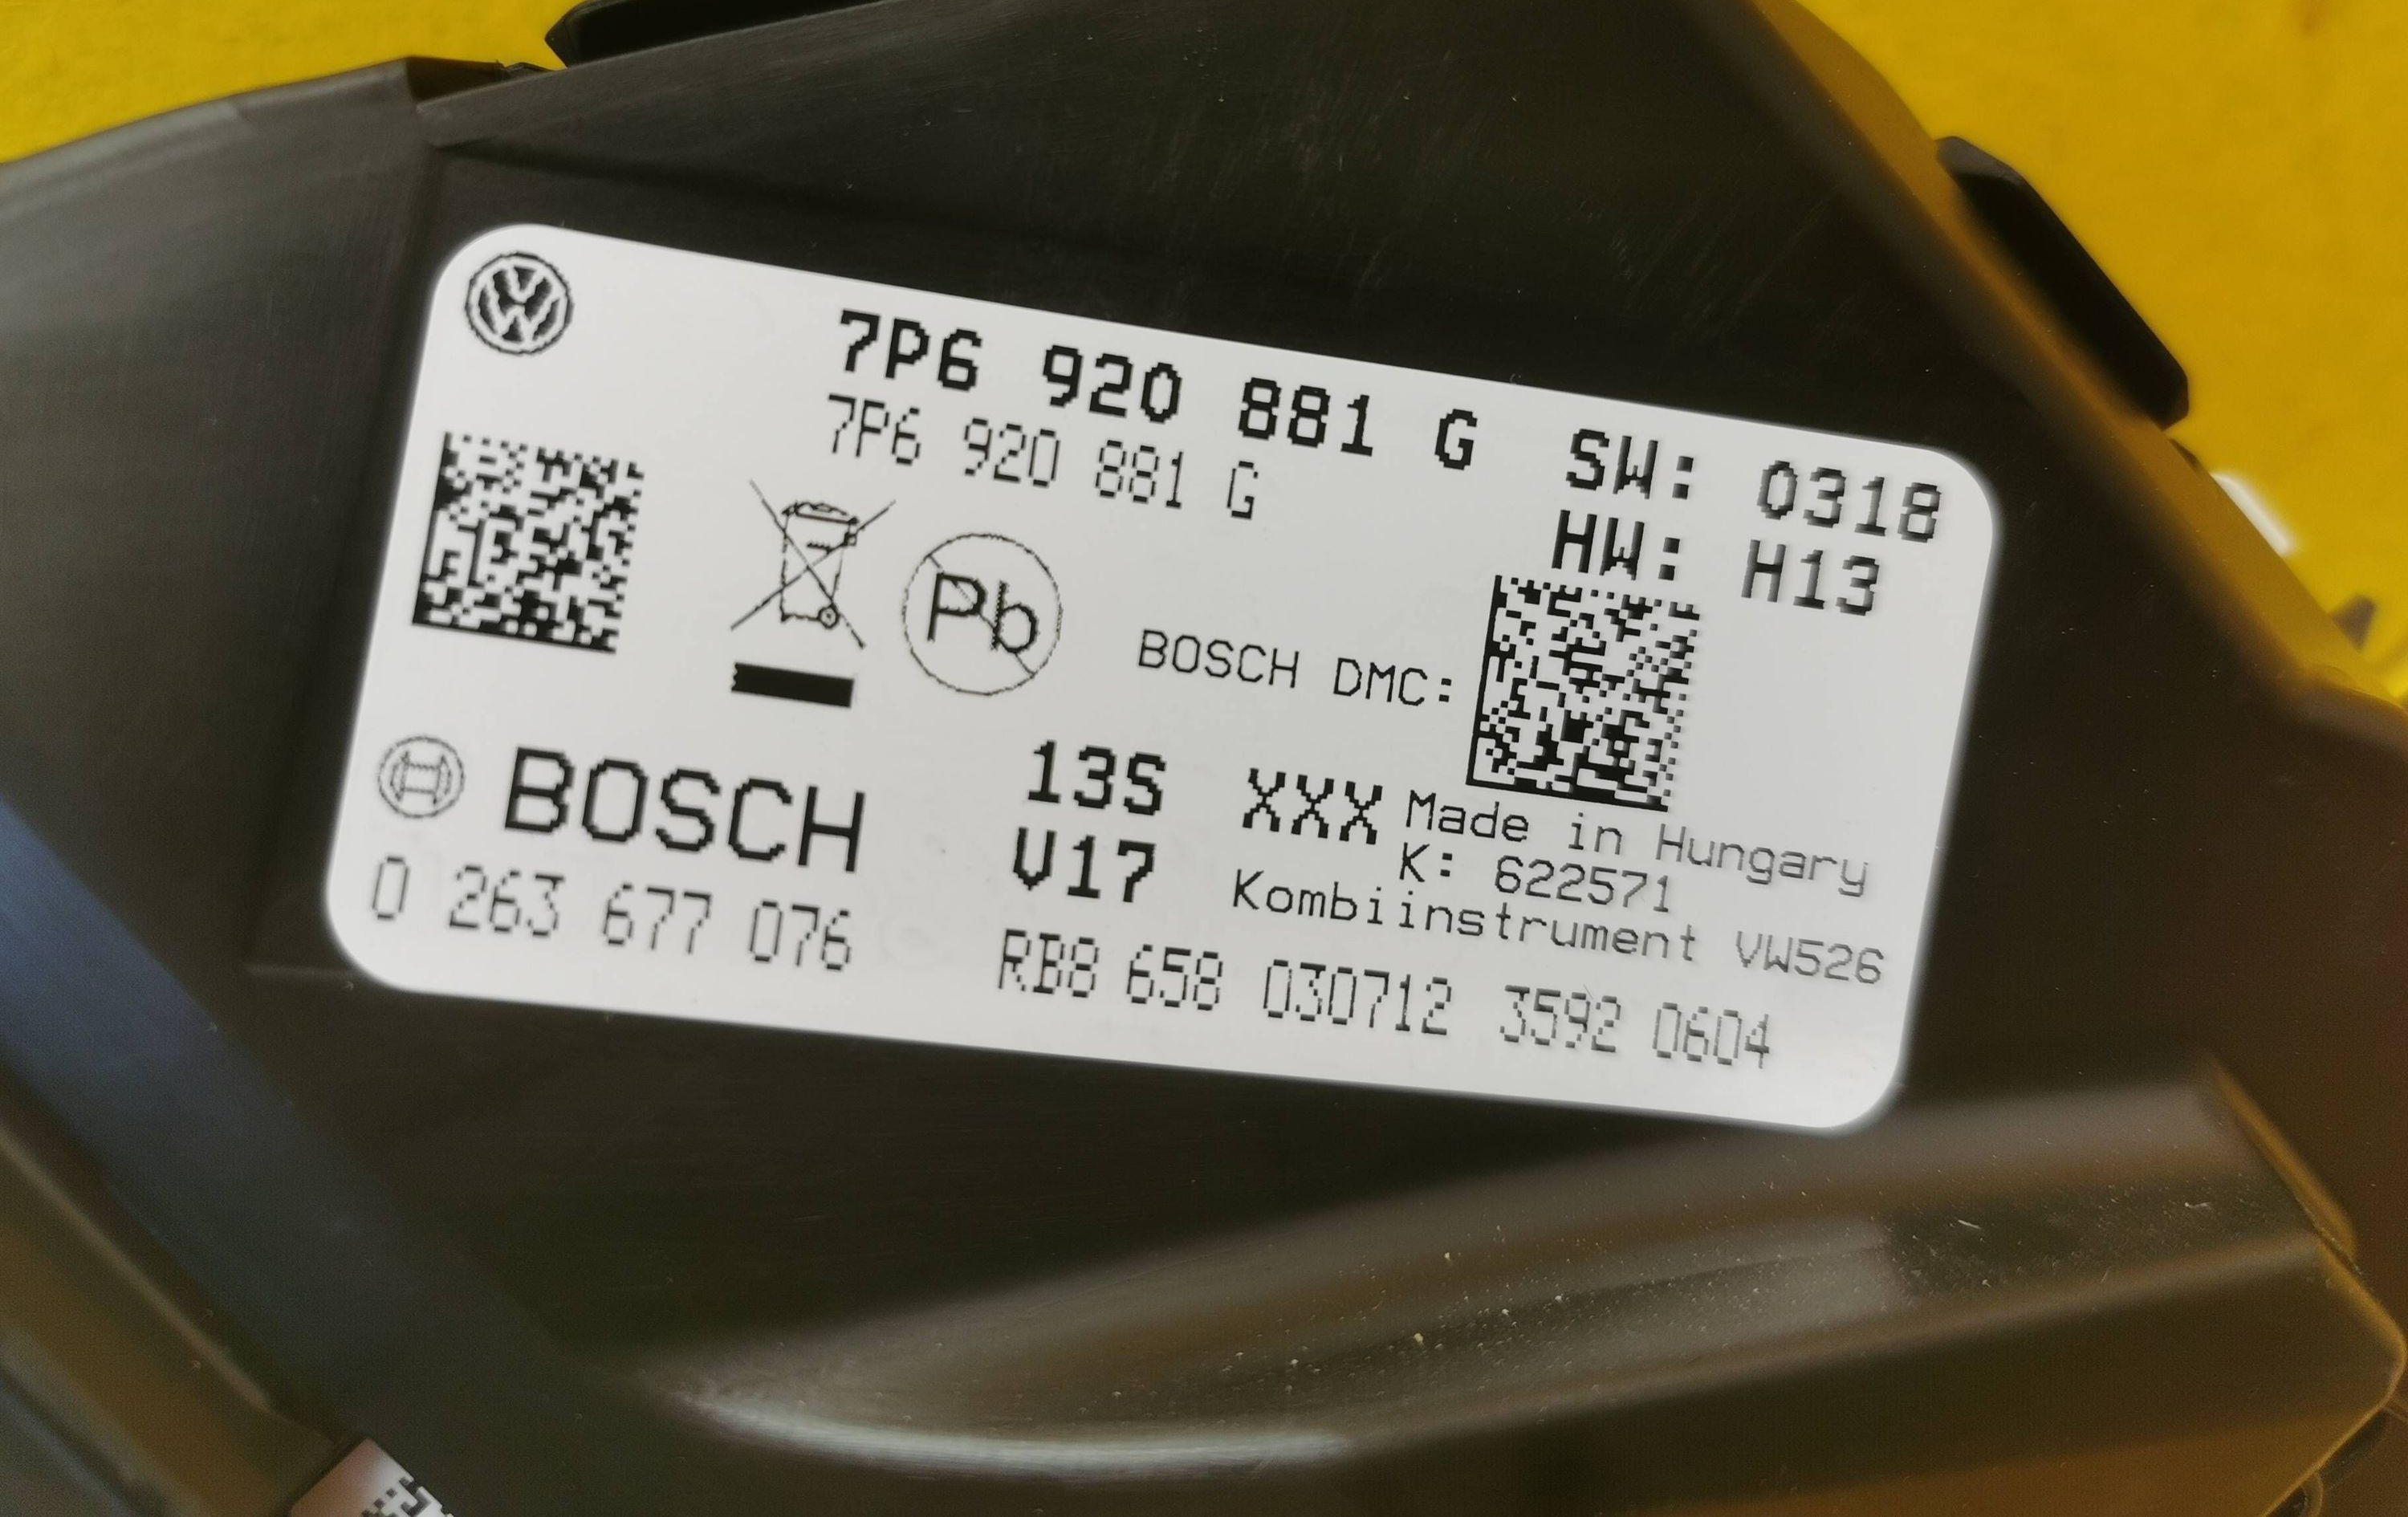 7P6 920 881 G SW: 0318
7P6 920 881 G HW: H13
Pb
BOSCH DMC:
BOSCH 13S XXX Made in Hungary
V17 K: 622571
0 263 677 076 Kombiinstrument VW526
RB8 658 030712 3592 0604